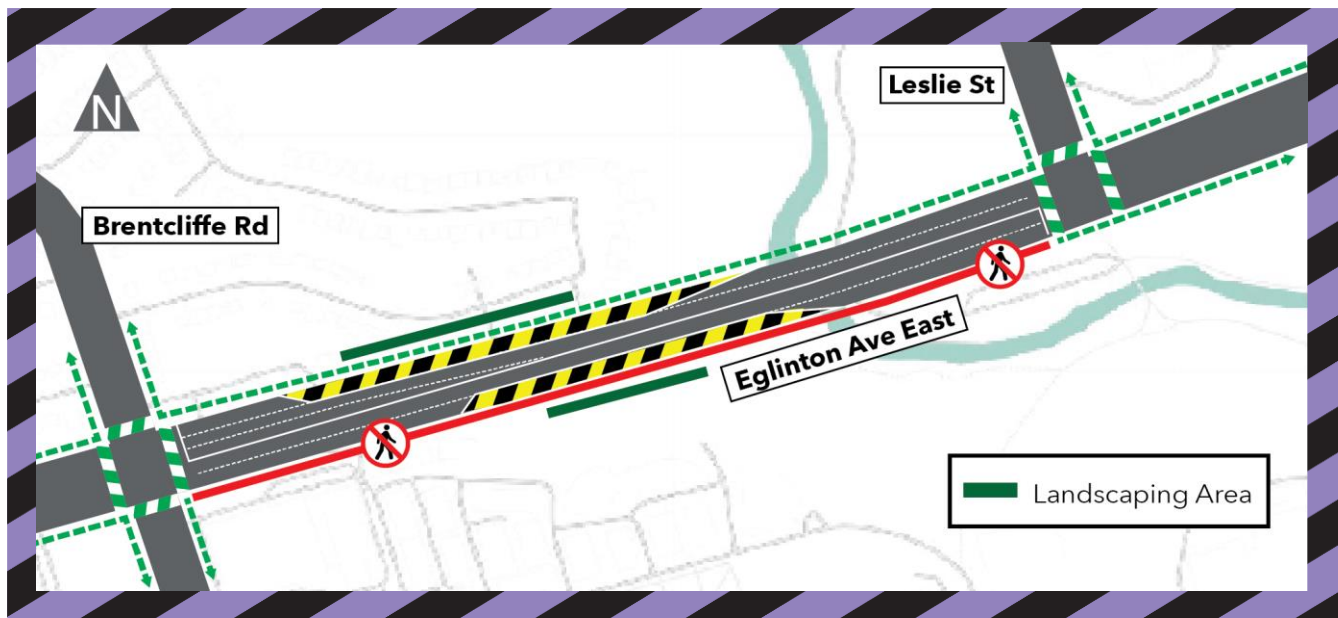 N
Leslie St
Brentcliffe Rd
Eglinton Ave East
Landscaping Area